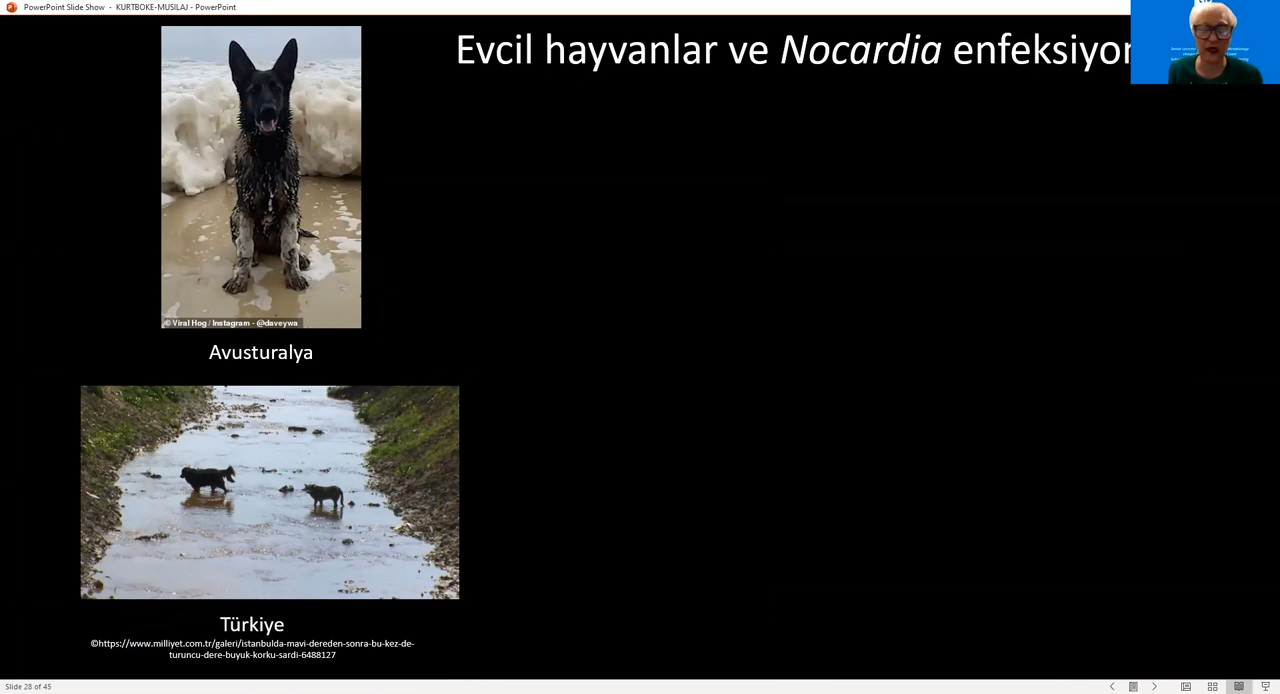 PowerPoint Slide Show - KURTBOKE-MUSILAJ - PowerPoint
Evcil hayvanlar ve Nocardia enfeksiyon
© Viral Hog / Instagram - @daveywa
Avusturalya
Türkiye
©https://www.milliyet.com.tr/galeri/istanbulda-mavi-dereden-sonra-bu-kez-de-
turuncu-dere-buyuk-korku-sardi-6488127
Slide 28 of 45